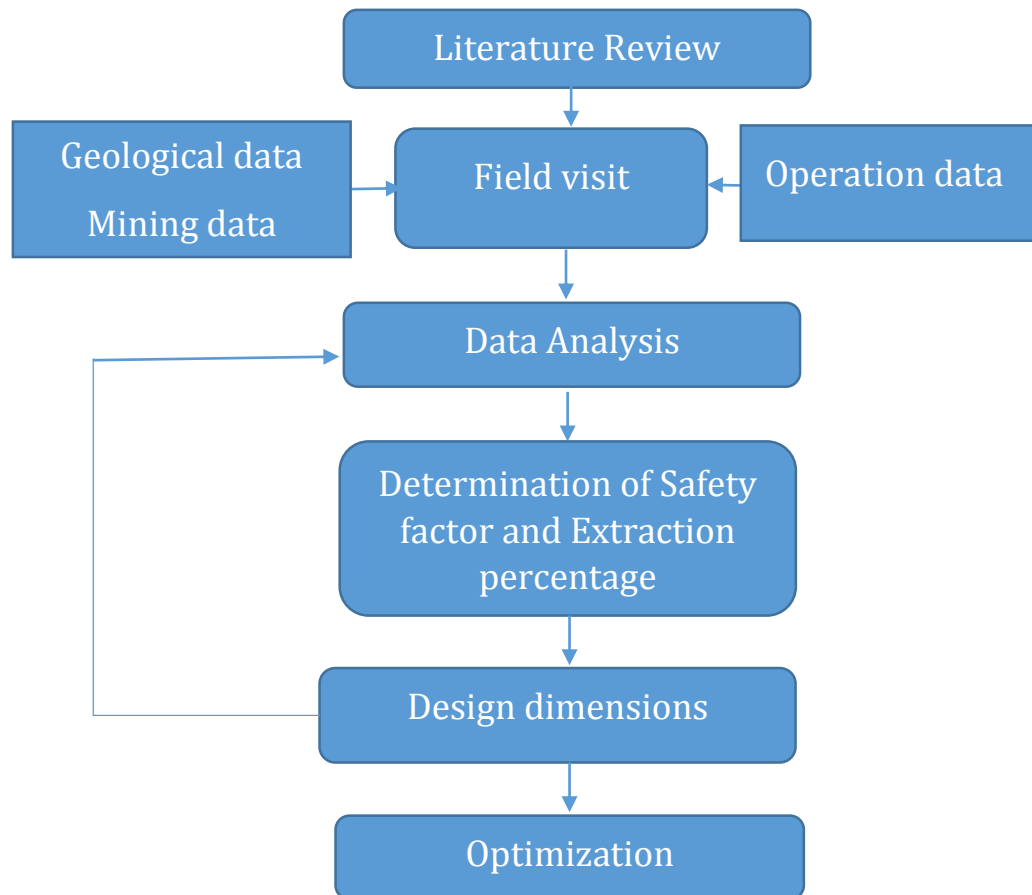 Literature Review
Geological data
Mining data
Field visit
Operation data
Data Analysis
Determination of Safety
factor and Extraction
percentage
Design dimensions
Optimization